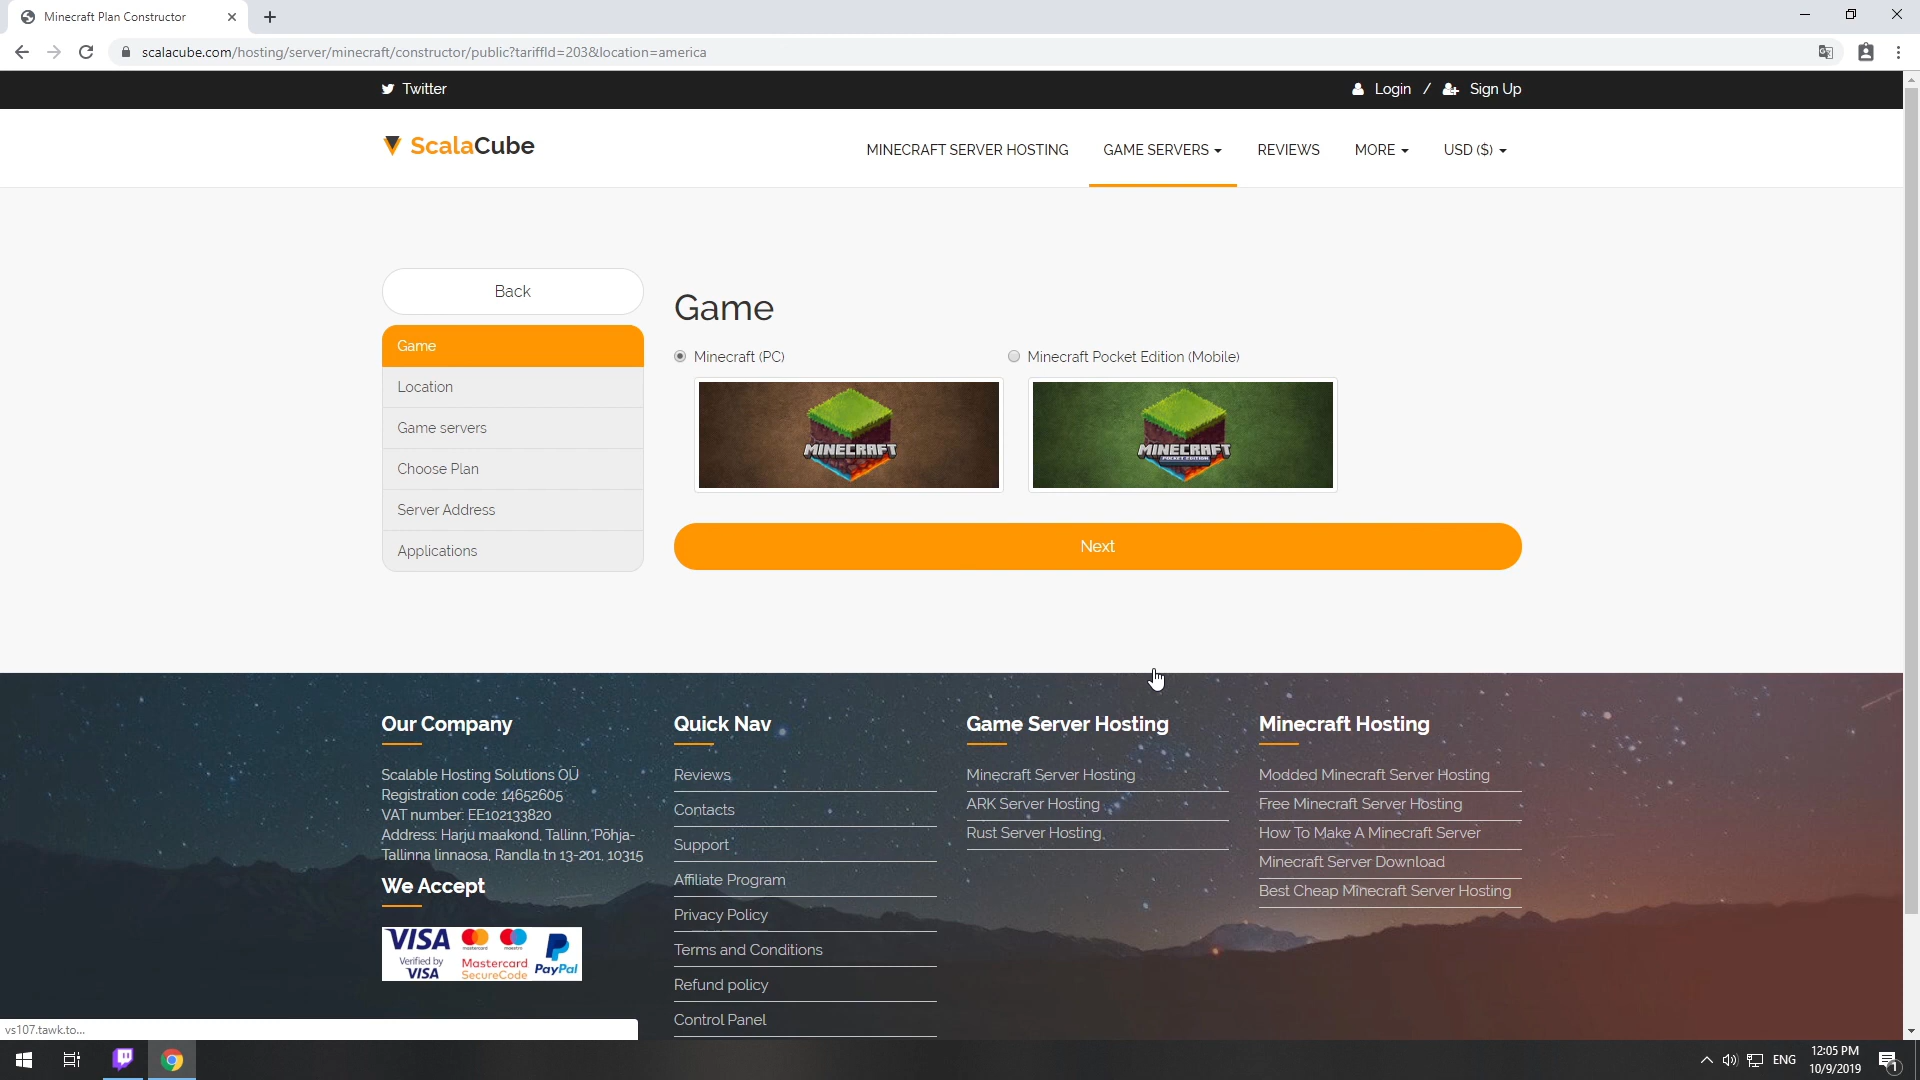 Minecraft Plan Constructor
scalacube.com/hosting/server/minecraft/constructor/public?tariffId=203&location=america
Twitter
Login / Sign Up
ScalaCube
MINECRAFT SERVER HOSTING
GAME SERVERS
REVIEWS
MORE
USD ($)
Back
Game
Location
Game servers
Choose Plan
Server Address
Applications
Game
Minecraft (PC)
Minecraft Pocket Edition (Mobile)
MINECRAFT
MINECRAFT
POCKET EDITION
Next
Our Company
Scalable Hosting Solutions OÜ
Registration code: 14652605
VAT number: EE102133820
Address: Harju maakond, Tallinn, Põhja-
Tallinna linnaosa, Randla tn 13-201, 10315
We Accept
VISA
Verified by
VISA
mastercard
maestro
Mastercard
SecureCode
PayPal
Quick Nav
Reviews
Contacts
Support
Affiliate Program
Privacy Policy
Terms and Conditions
Refund policy
Control Panel
Game Server Hosting
Minecraft Server Hosting
ARK Server Hosting
Rust Server Hosting
Minecraft Hosting
Modded Minecraft Server Hosting
Free Minecraft Server Hosting
How To Make A Minecraft Server
Minecraft Server Download
Best Cheap Minecraft Server Hosting
vs107.tawk.to...
ENG
12:05 PM
10/9/2019
1